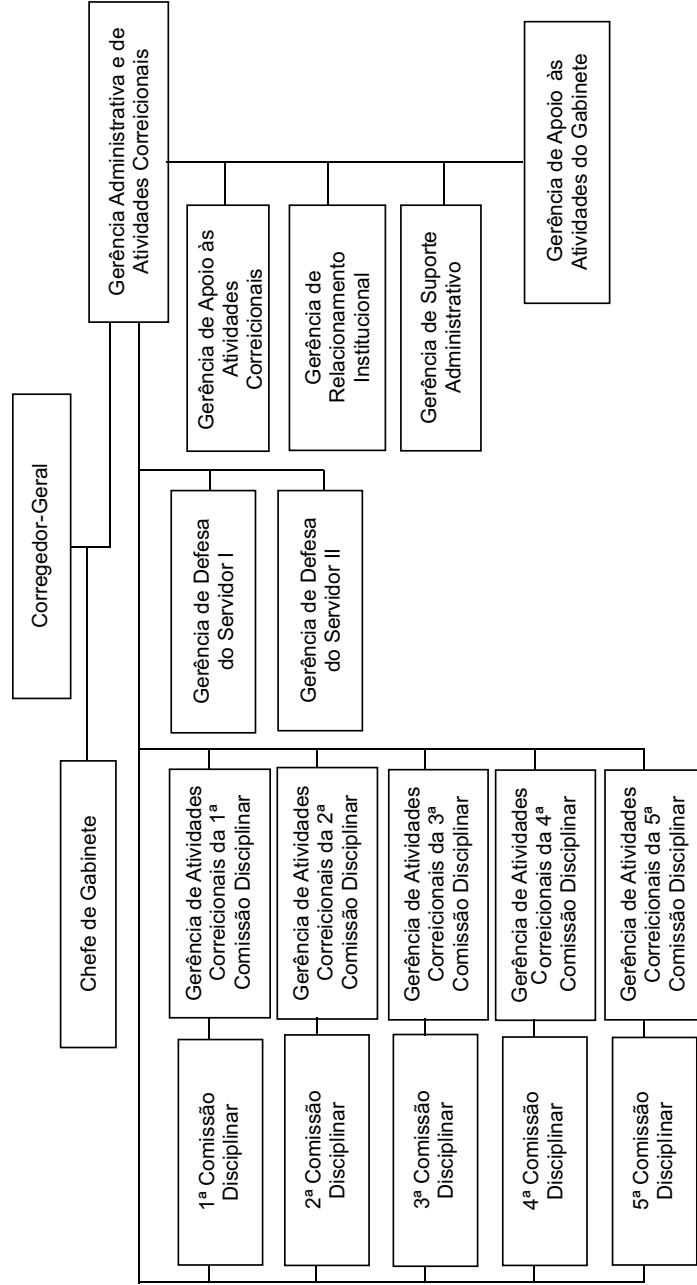 Corregedor-Geral
Chefe de Gabinete
Gerência Administrativa e de
Atividades Correicionais
1ª Comissão
Disciplinar
Gerência de Atividades
Correicionais da 1ª
Comissão Disciplinar
2ª Comissão
Disciplinar
Gerência de Atividades
Correicionais da 2ª
Comissão Disciplinar
3ª Comissão
Disciplinar
Gerência de Atividades
Correicionais da 3ª
Comissão Disciplinar
4ª Comissão
Disciplinar
Gerência de Atividades
Correicionais da 4ª
Comissão Disciplinar
5ª Comissão
Disciplinar
Gerência de Atividades
Correicionais da 5ª
Comissão Disciplinar
Gerência de Defesa
do Servidor I
Gerência de Defesa
do Servidor II
Gerência de Apoio às
Atividades
Correicionais
Gerência de
Relacionamento
Institucional
Gerência de Suporte
Administrativo
Gerência de Apoio às
Atividades do Gabinete